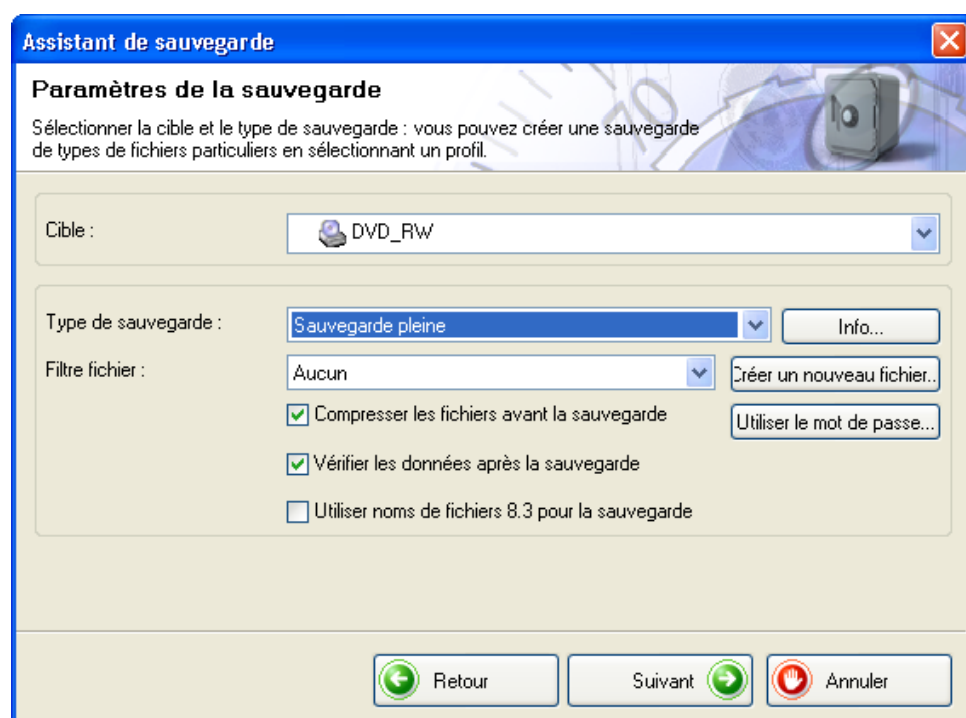 Assistant de sauvegarde
Paramètres de la sauvegarde
Sélectionner la cible et le type de sauvegarde : vous pouvez créer une sauvegarde
de types de fichiers particuliers en sélectionnant un profil.
Cible :
DVD_RW
Type de sauvegarde :
Sauvegarde pleine
Info...
Filtre fichier :
Aucun
Créer un nouveau fichier..
Compresser les fichiers avant la sauvegarde
Utiliser le mot de passe...
Vérifier les données après la sauvegarde
Utiliser noms de fichiers 8.3 pour la sauvegarde
Retour
Suivant
Annuler